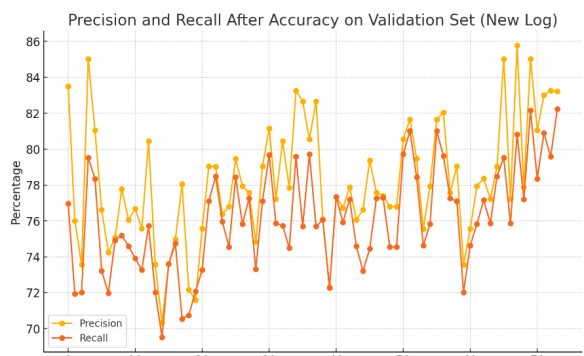 Precision and Recall After Accuracy on Validation Set (New Log)
86
84
82
80
78
76
74
72
70
Percentage
Precision
Recall